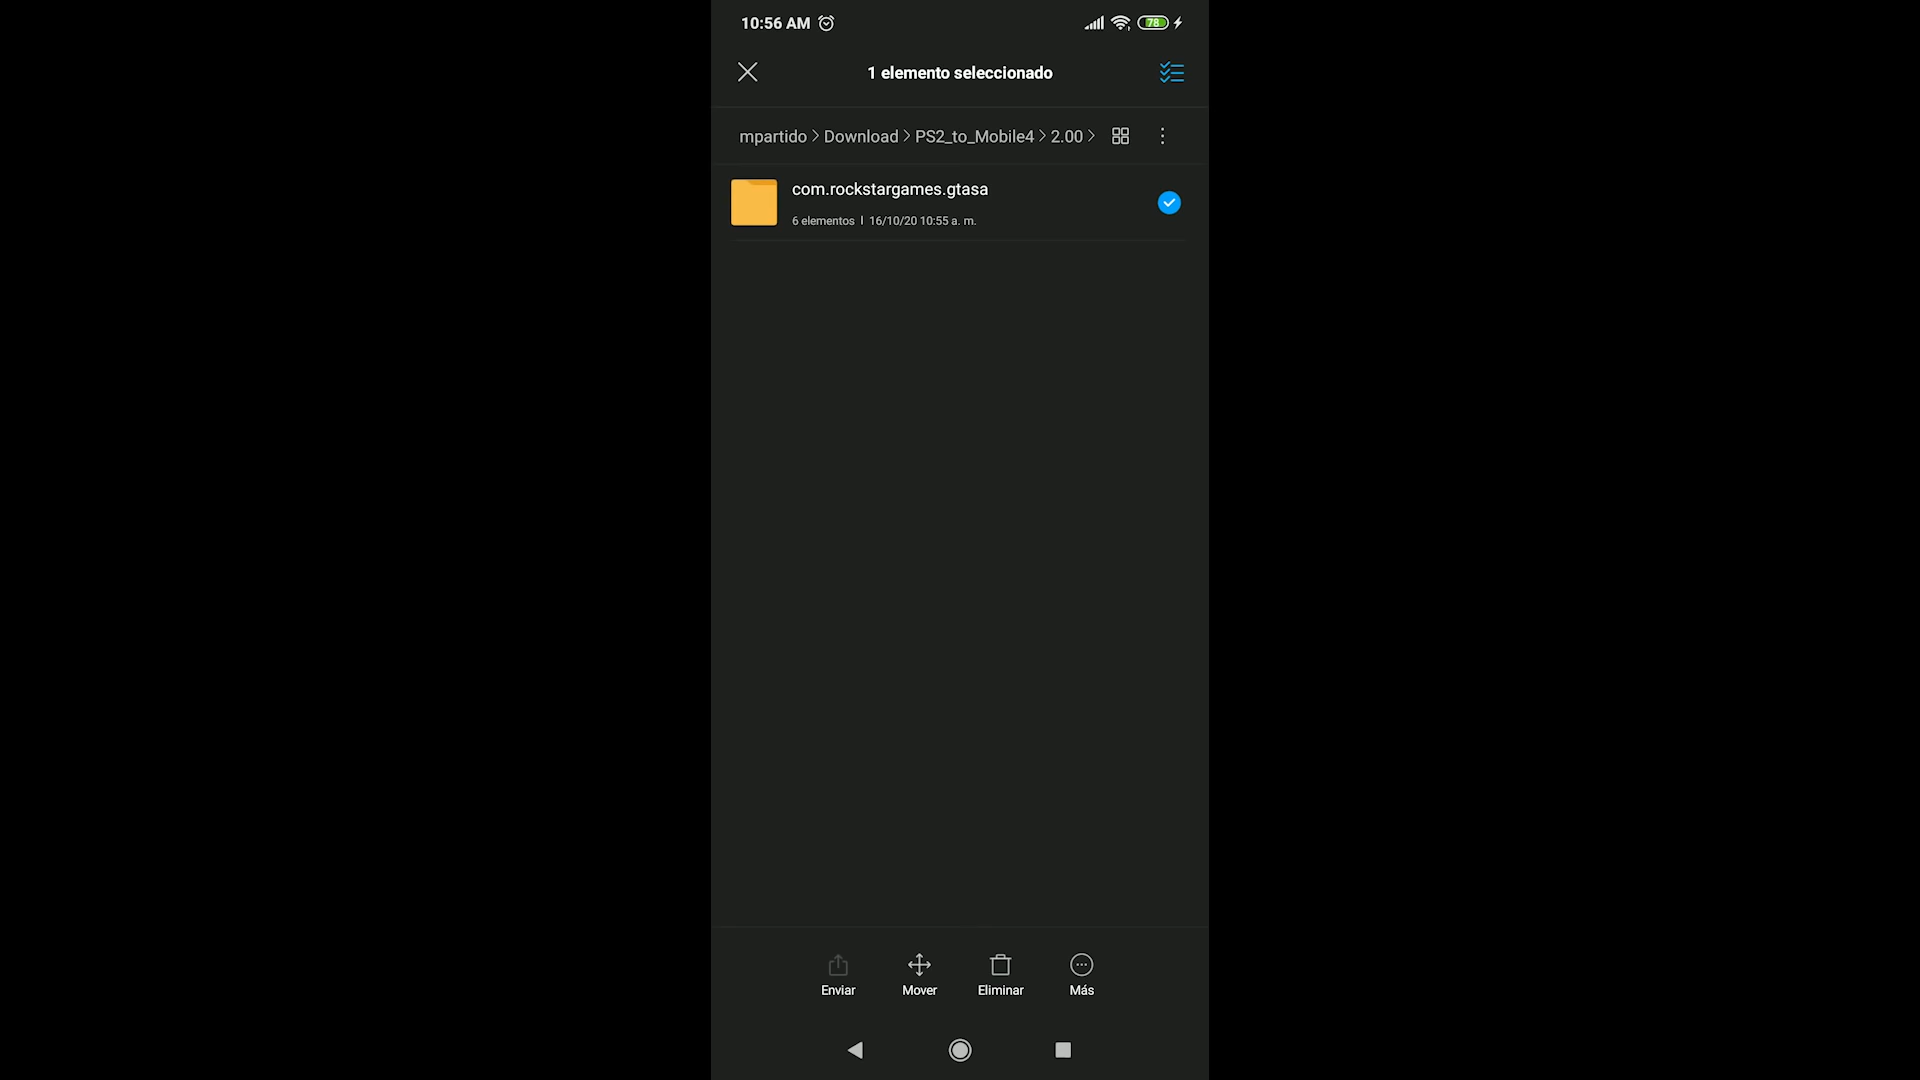 10:56 AM
78
1 elemento seleccionado
mpartido > Download > PS2_to_Mobile4 > 2.00 >
com.rockstargames.gtasa
6 elementos | 16/10/20 10:55 a. m.
Enviar Mover Eliminar Más